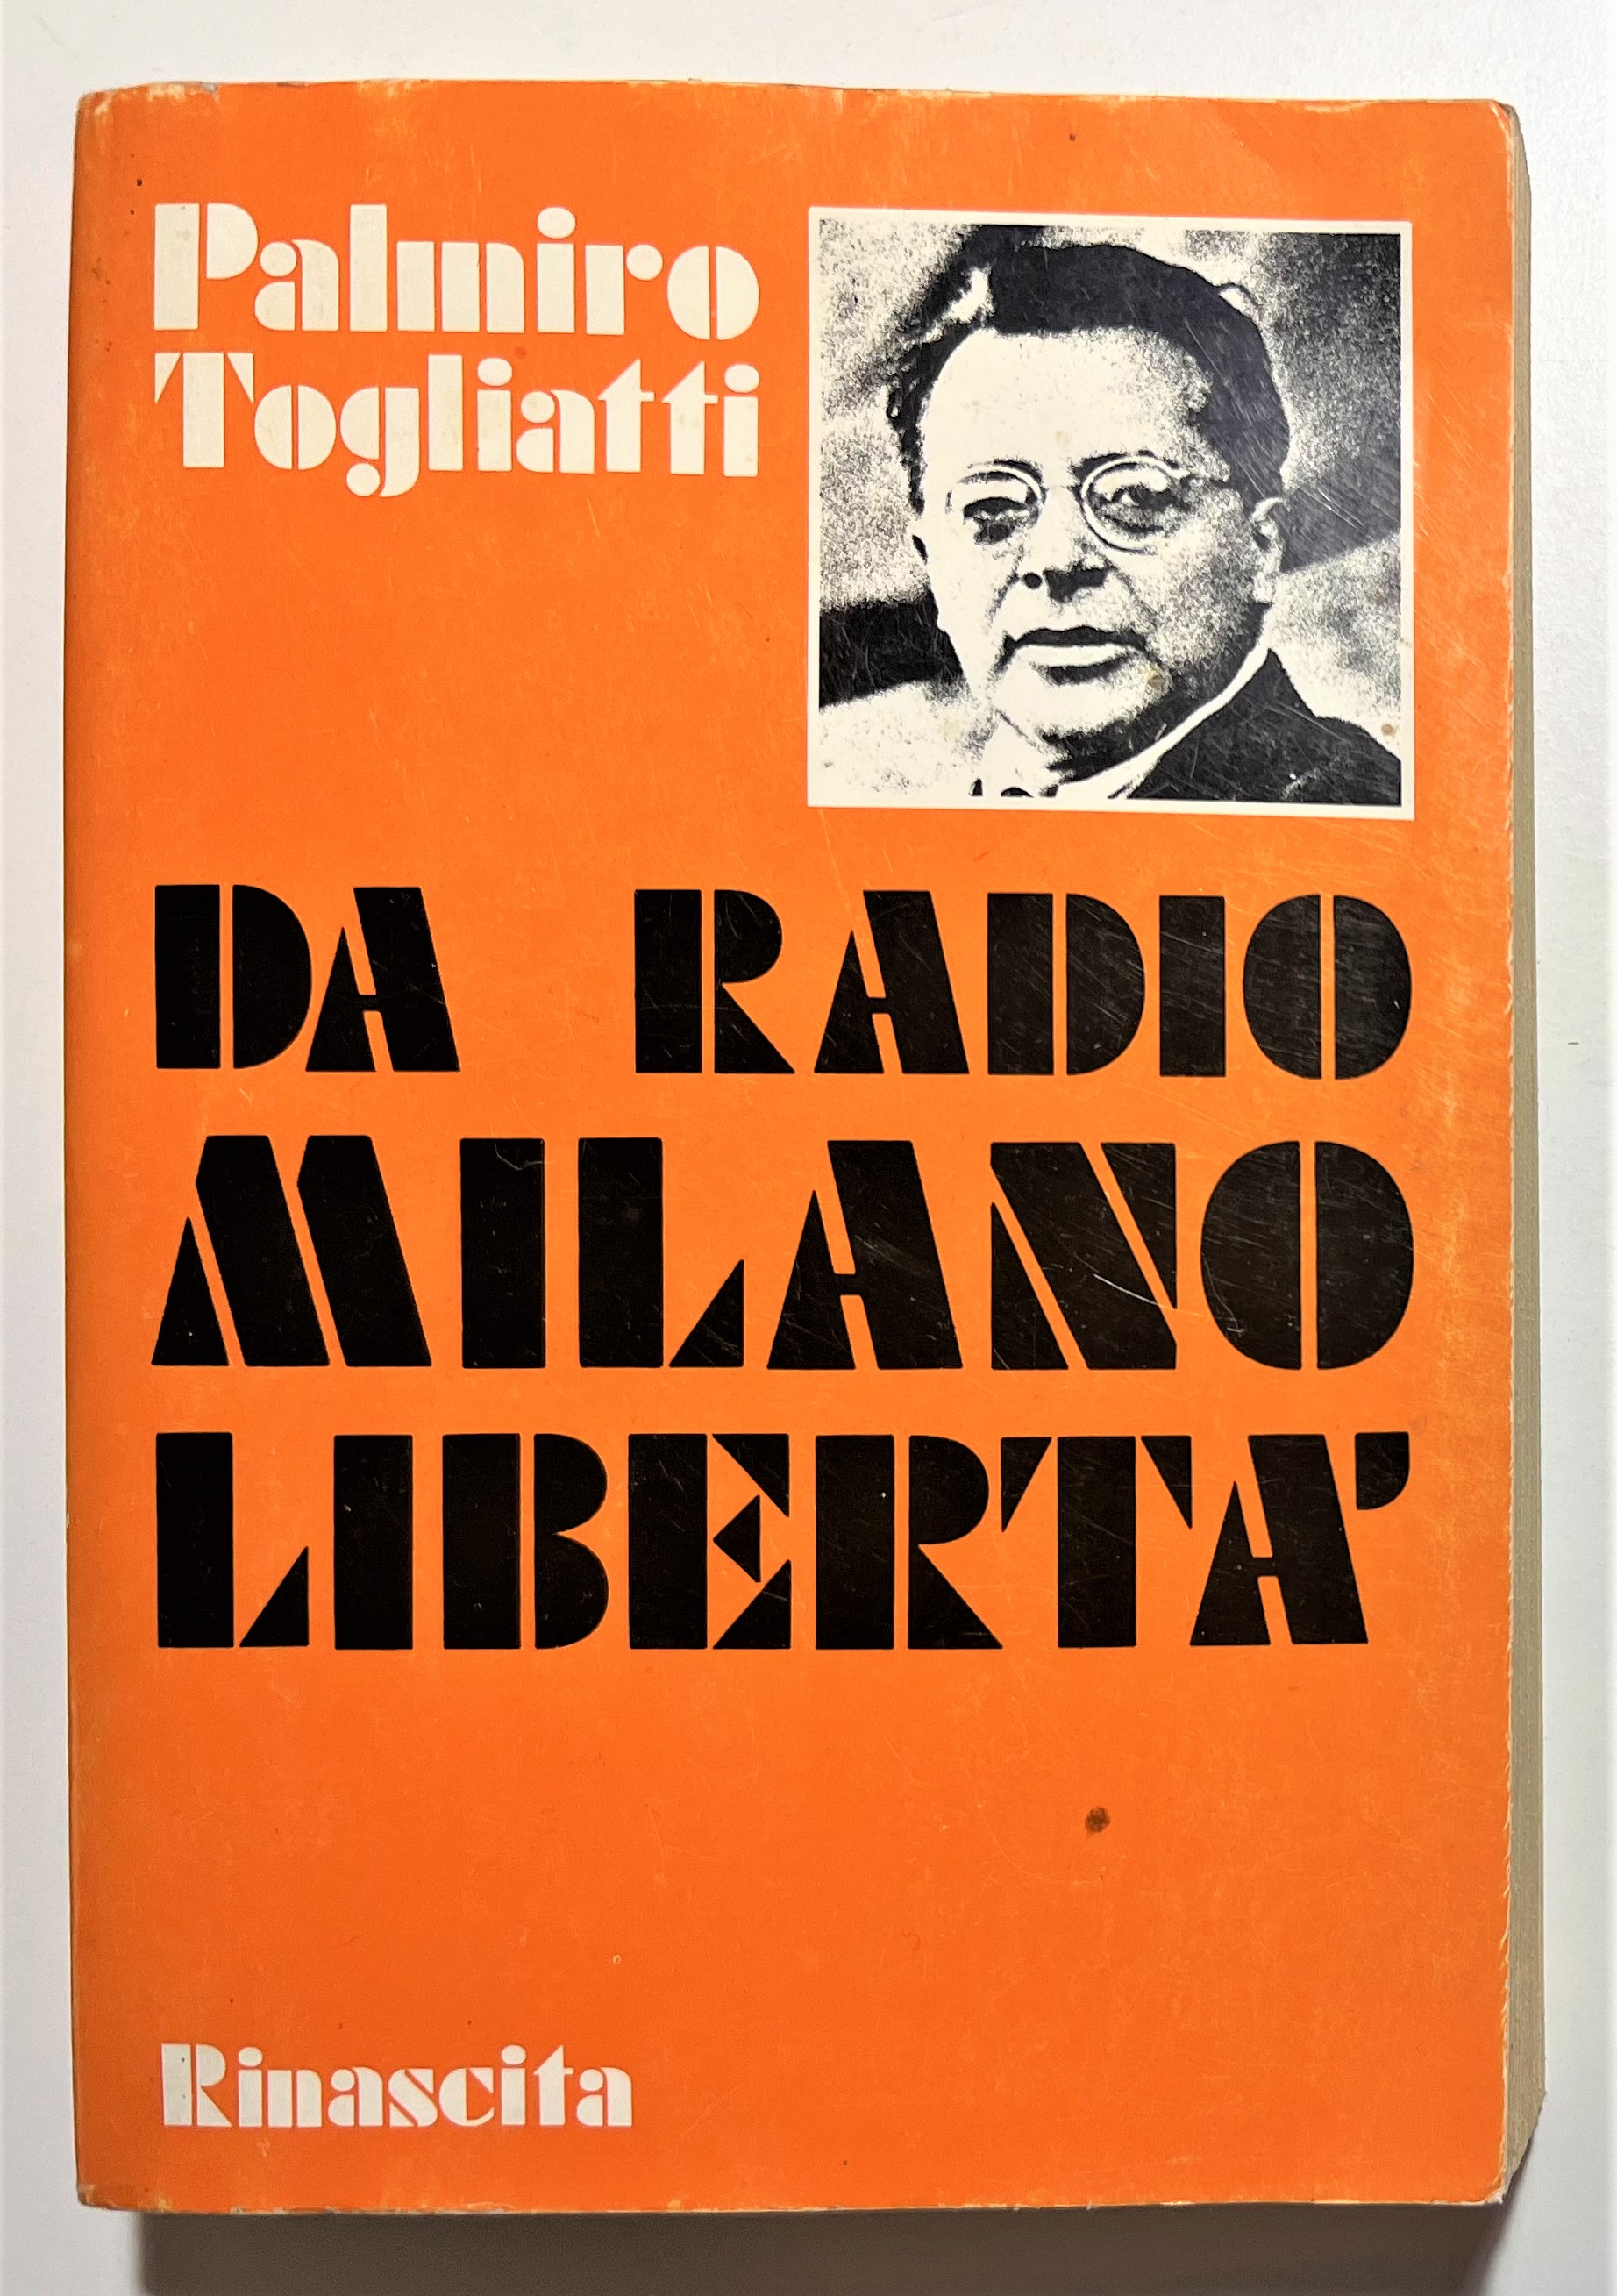 Palmiro
Togliatti
DA RADIO
MILANO
LIBERTA'
Rinascita